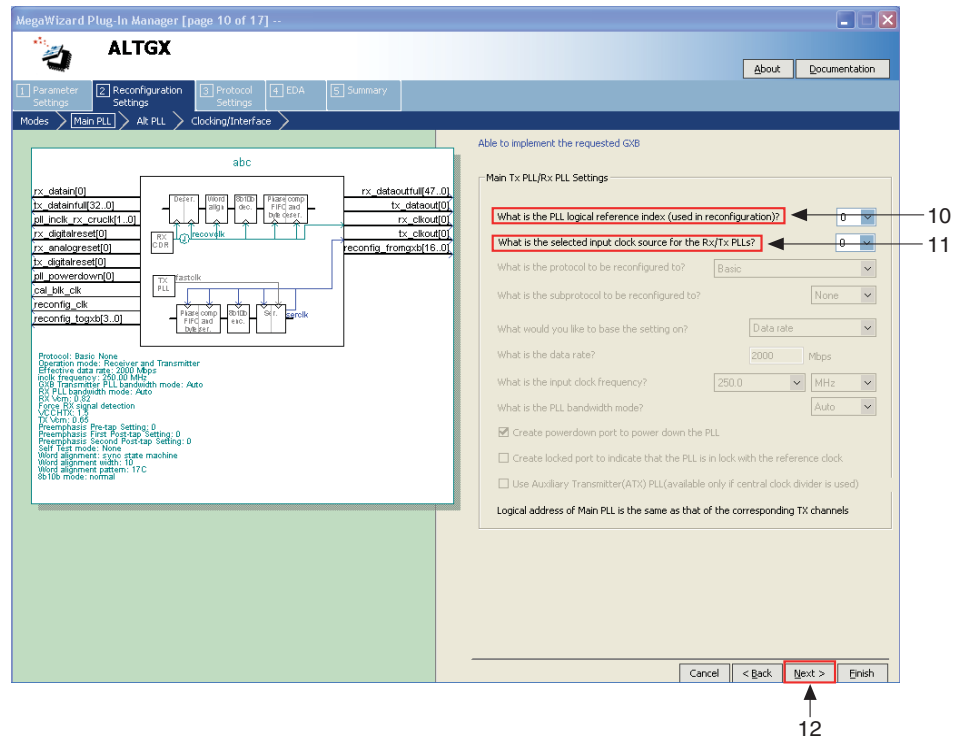 MegaWizard Plug-In Manager [page 10 of 17] --
ALTGX
About
Documentation
1 Parameter Settings
2 Reconfiguration Settings
3 Protocol Settings
4 EDA
5 Summary
Modes
Main PLL
Alt PLL
Clocking/Interface
abc
rx_datain[0]
tx_datainfull[32..0]
pll_inclk_rx_cruclk[1..0]
rx_digitalreset[0]
rx_analogreset[0]
tx_digitalreset[0]
pll_powerdown[0]
cal_blk_clk
reconfig_clk
reconfig_togxb[3..0]
Deser.
Word align
8b10b dec.
Phase comp FIFO and byte deser.
RX CDR
recovclk
TX PLL
fastclk
Phase comp FIFO and byte ser.
8b10b enc.
Ser.
serclk
rx_dataoutfull[47..0]
tx_dataout[0]
rx_clkout[0]
tx_clkout[0]
reconfig_fromgxb[16..0]
Protocol: Basic None
Operation mode: Receiver and Transmitter
Effective data rate: 2000 Mbps
inclk frequency: 250.00 MHz
GXB Transmitter PLL bandwidth mode: Auto
RX PLL bandwidth mode: Auto
RX Vcm: 0.82
Force RX signal detection
VCCHTX: 1.5
TX Vcm: 0.65
Preemphasis Pre-tap Setting: 0
Preemphasis First Post-tap Setting: 0
Preemphasis Second Post-tap Setting: 0
Self Test mode: None
Word alignment: sync state machine
Word alignment width: 10
Word alignment pattern: 17C
8b10b mode: normal
Able to implement the requested GXB
Main Tx PLL/Rx PLL Settings
What is the PLL logical reference index (used in reconfiguration)?
0
10
What is the selected input clock source for the Rx/Tx PLLs?
0
11
What is the protocol to be reconfigured to?
Basic
What is the subprotocol to be reconfigured to?
None
What would you like to base the setting on?
Data rate
What is the data rate?
2000
Mbps
What is the input clock frequency?
250.0
MHz
What is the PLL bandwidth mode?
Auto
Create powerdown port to power down the PLL
Create locked port to indicate that the PLL is in lock with the reference clock
Use Auxiliary Transmitter(ATX) PLL(available only if central clock divider is used)
Logical address of Main PLL is the same as that of the corresponding TX channels
Cancel
< Back
Next >
Finish
12